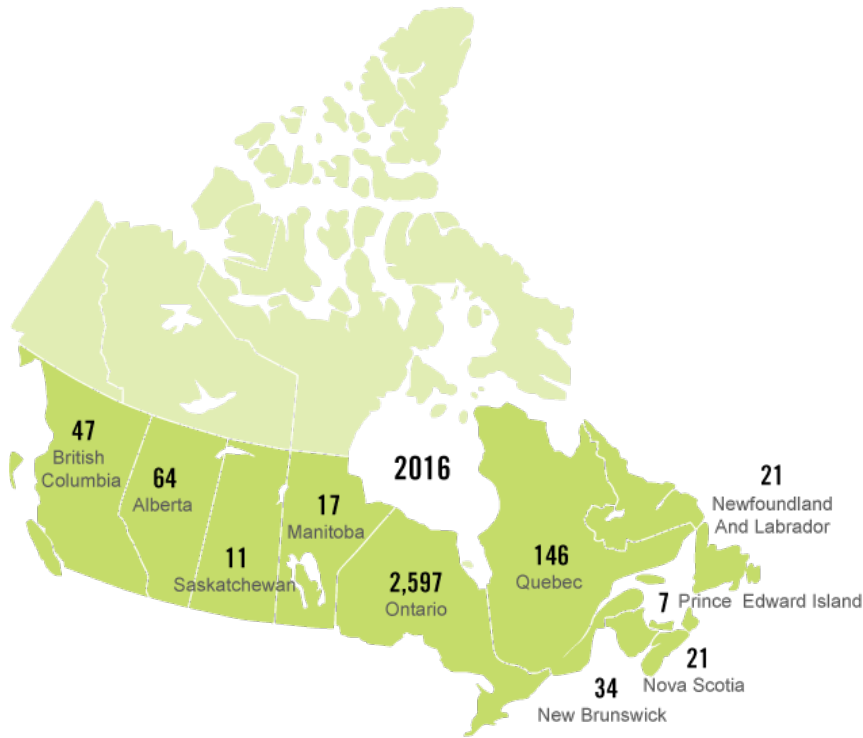 47
British
Columbia
64
Alberta
11
Saskatchewan
17
Manitoba
2016
2,597
Ontario
146
Quebec
21
Newfoundland
And Labrador
7 Prince Edward Island
21
Nova Scotia
34
New Brunswick